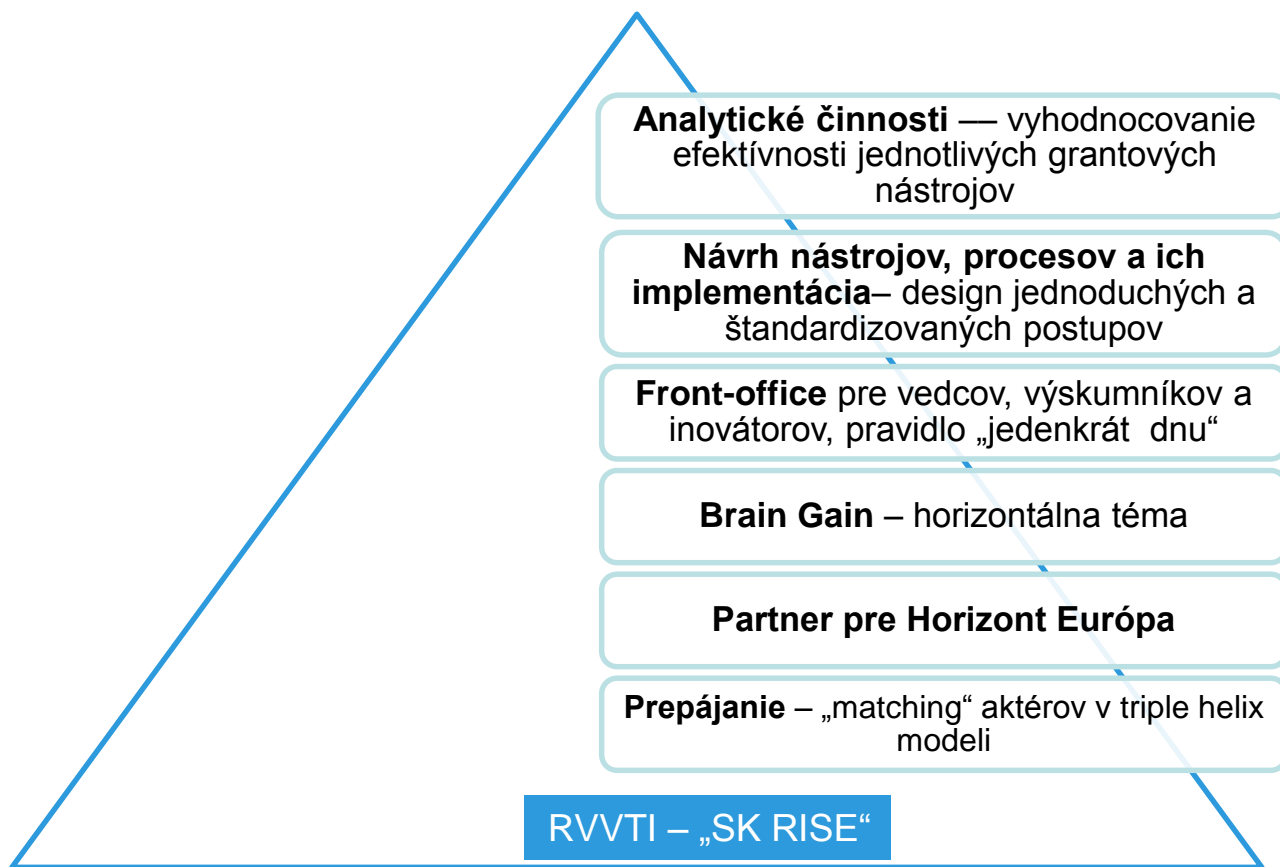 Analytické činnosti –– vyhodnocovanie
efektívnosti jednotlivých grantových
nástrojov
Návrh nástrojov, procesov a ich
implementácia– design jednoduchých a
štandardizovaných postupov
Front-office pre vedcov, výskumníkov a
inovátorov, pravidlo „jedenkrát dnu“
Brain Gain – horizontálna téma
Partner pre Horizont Európa
Prepájanie – „matching“ aktérov v triple helix
modeli
RVVTI – „SK RISE“